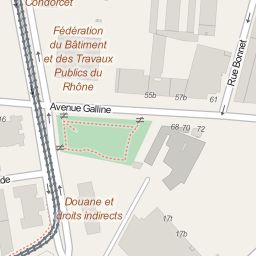 Condorcet
Fédération
du Bâtiment
et des Travaux
Publics du
Rhône
Rue Bonnet
55b
57b
61
Avenue Galline
68
70
72
16
de
Douane et
droits indirects
17t
17b